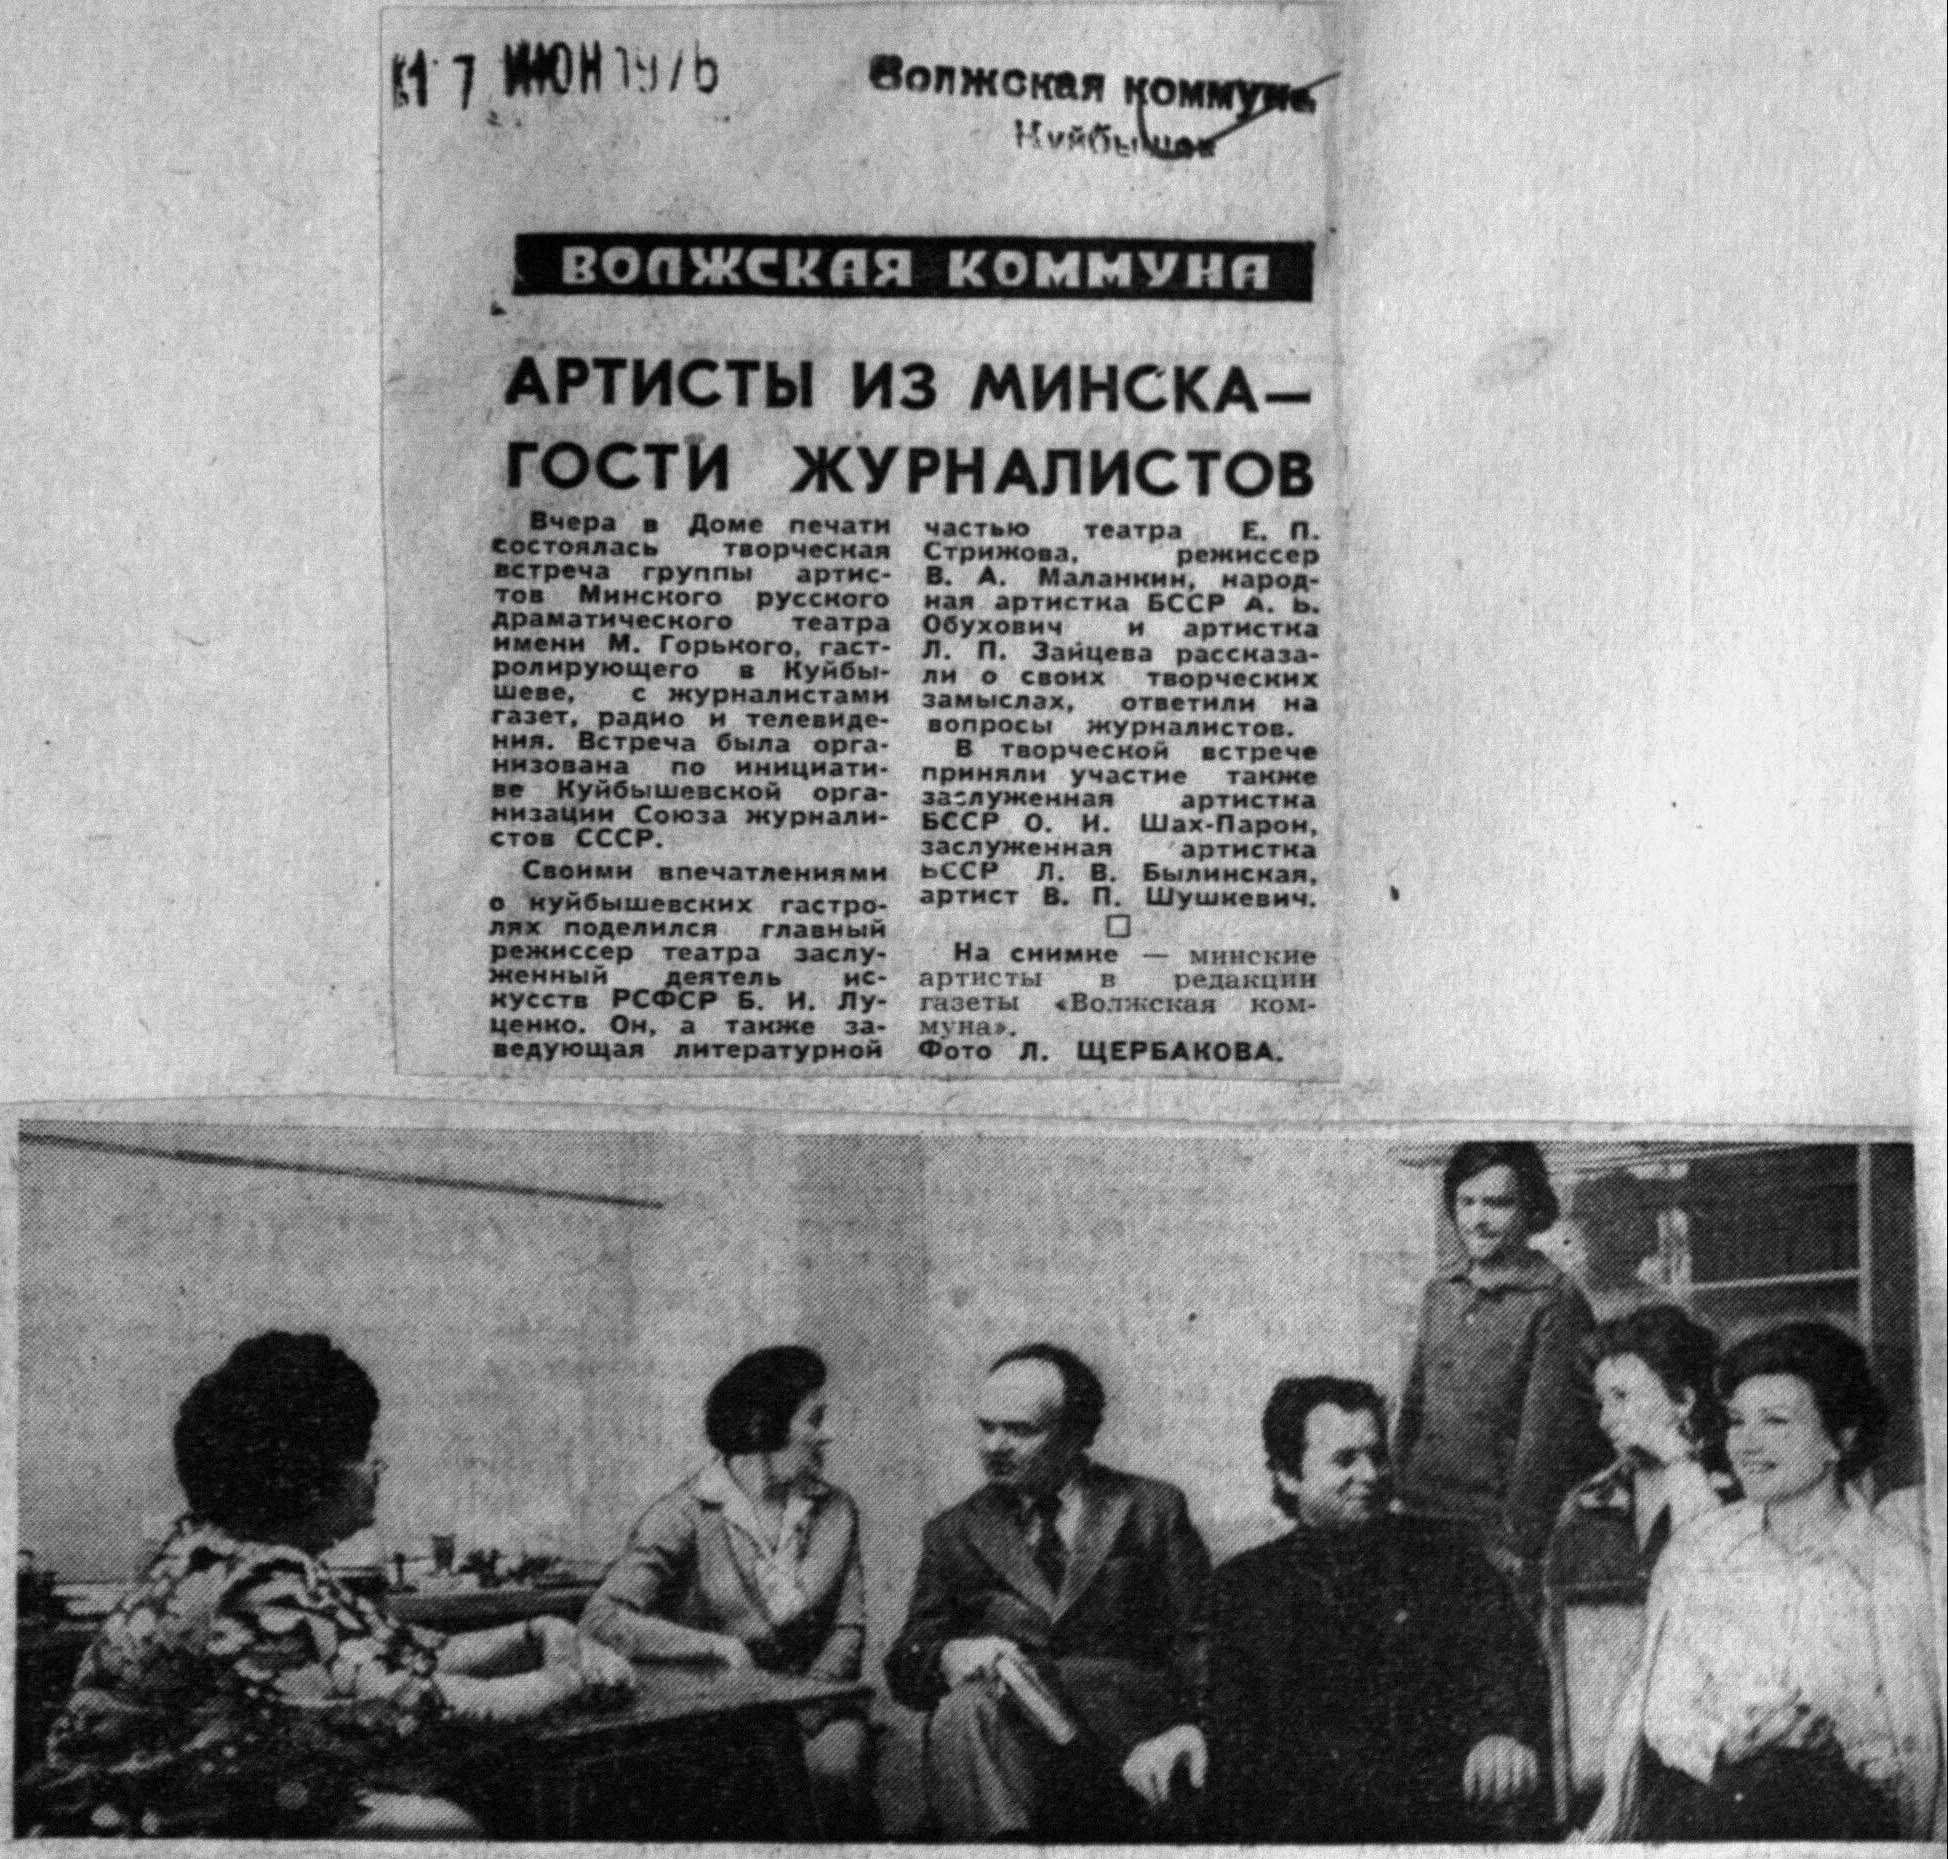 17 ИЮН 1976
Волжская коммуна
Куйбышев
ВОЛЖСКАЯ КОММУНА
АРТИСТЫ ИЗ МИНСКА—
ГОСТИ ЖУРНАЛИСТОВ
Вчера в Доме печати
состоялась творческая
встреча группы артис-
тов Минского русского
драматического театра
имени М. Горького, гаст-
ролирующего в Куйбы-
шеве, с журналистами
газет, радио и телевиде-
ния. Встреча была орга-
низована по инициати-
ве Куйбышевской орга-
низации Союза журнали-
стов СССР.
Своими впечатлениями
о куйбышевских гастро-
лях поделился главный
режиссер театра заслу-
женный деятель ис-
кусств РСФСР Б. И. Лу-
ценко. Он, а также за-
ведующая литературной
частью театра Е. П.
Стрижова, режиссер
В. А. Маланкин, народ-
ная артистка БССР А. Б.
Обухович и артистка
Л. П. Зайцева рассказа-
ли о своих творческих
замыслах, ответили на
вопросы журналистов.
В творческой встрече
приняли участие также
заслуженная артистка
БССР О. И. Шах-Парон,
заслуженная артистка
БССР Л. В. Былинская,
артист В. П. Шушкевич.
На снимке — минские
артисты в редакции
газеты «Волжская ком-
муна».
Фото Л. ЩЕРБАКОВА.